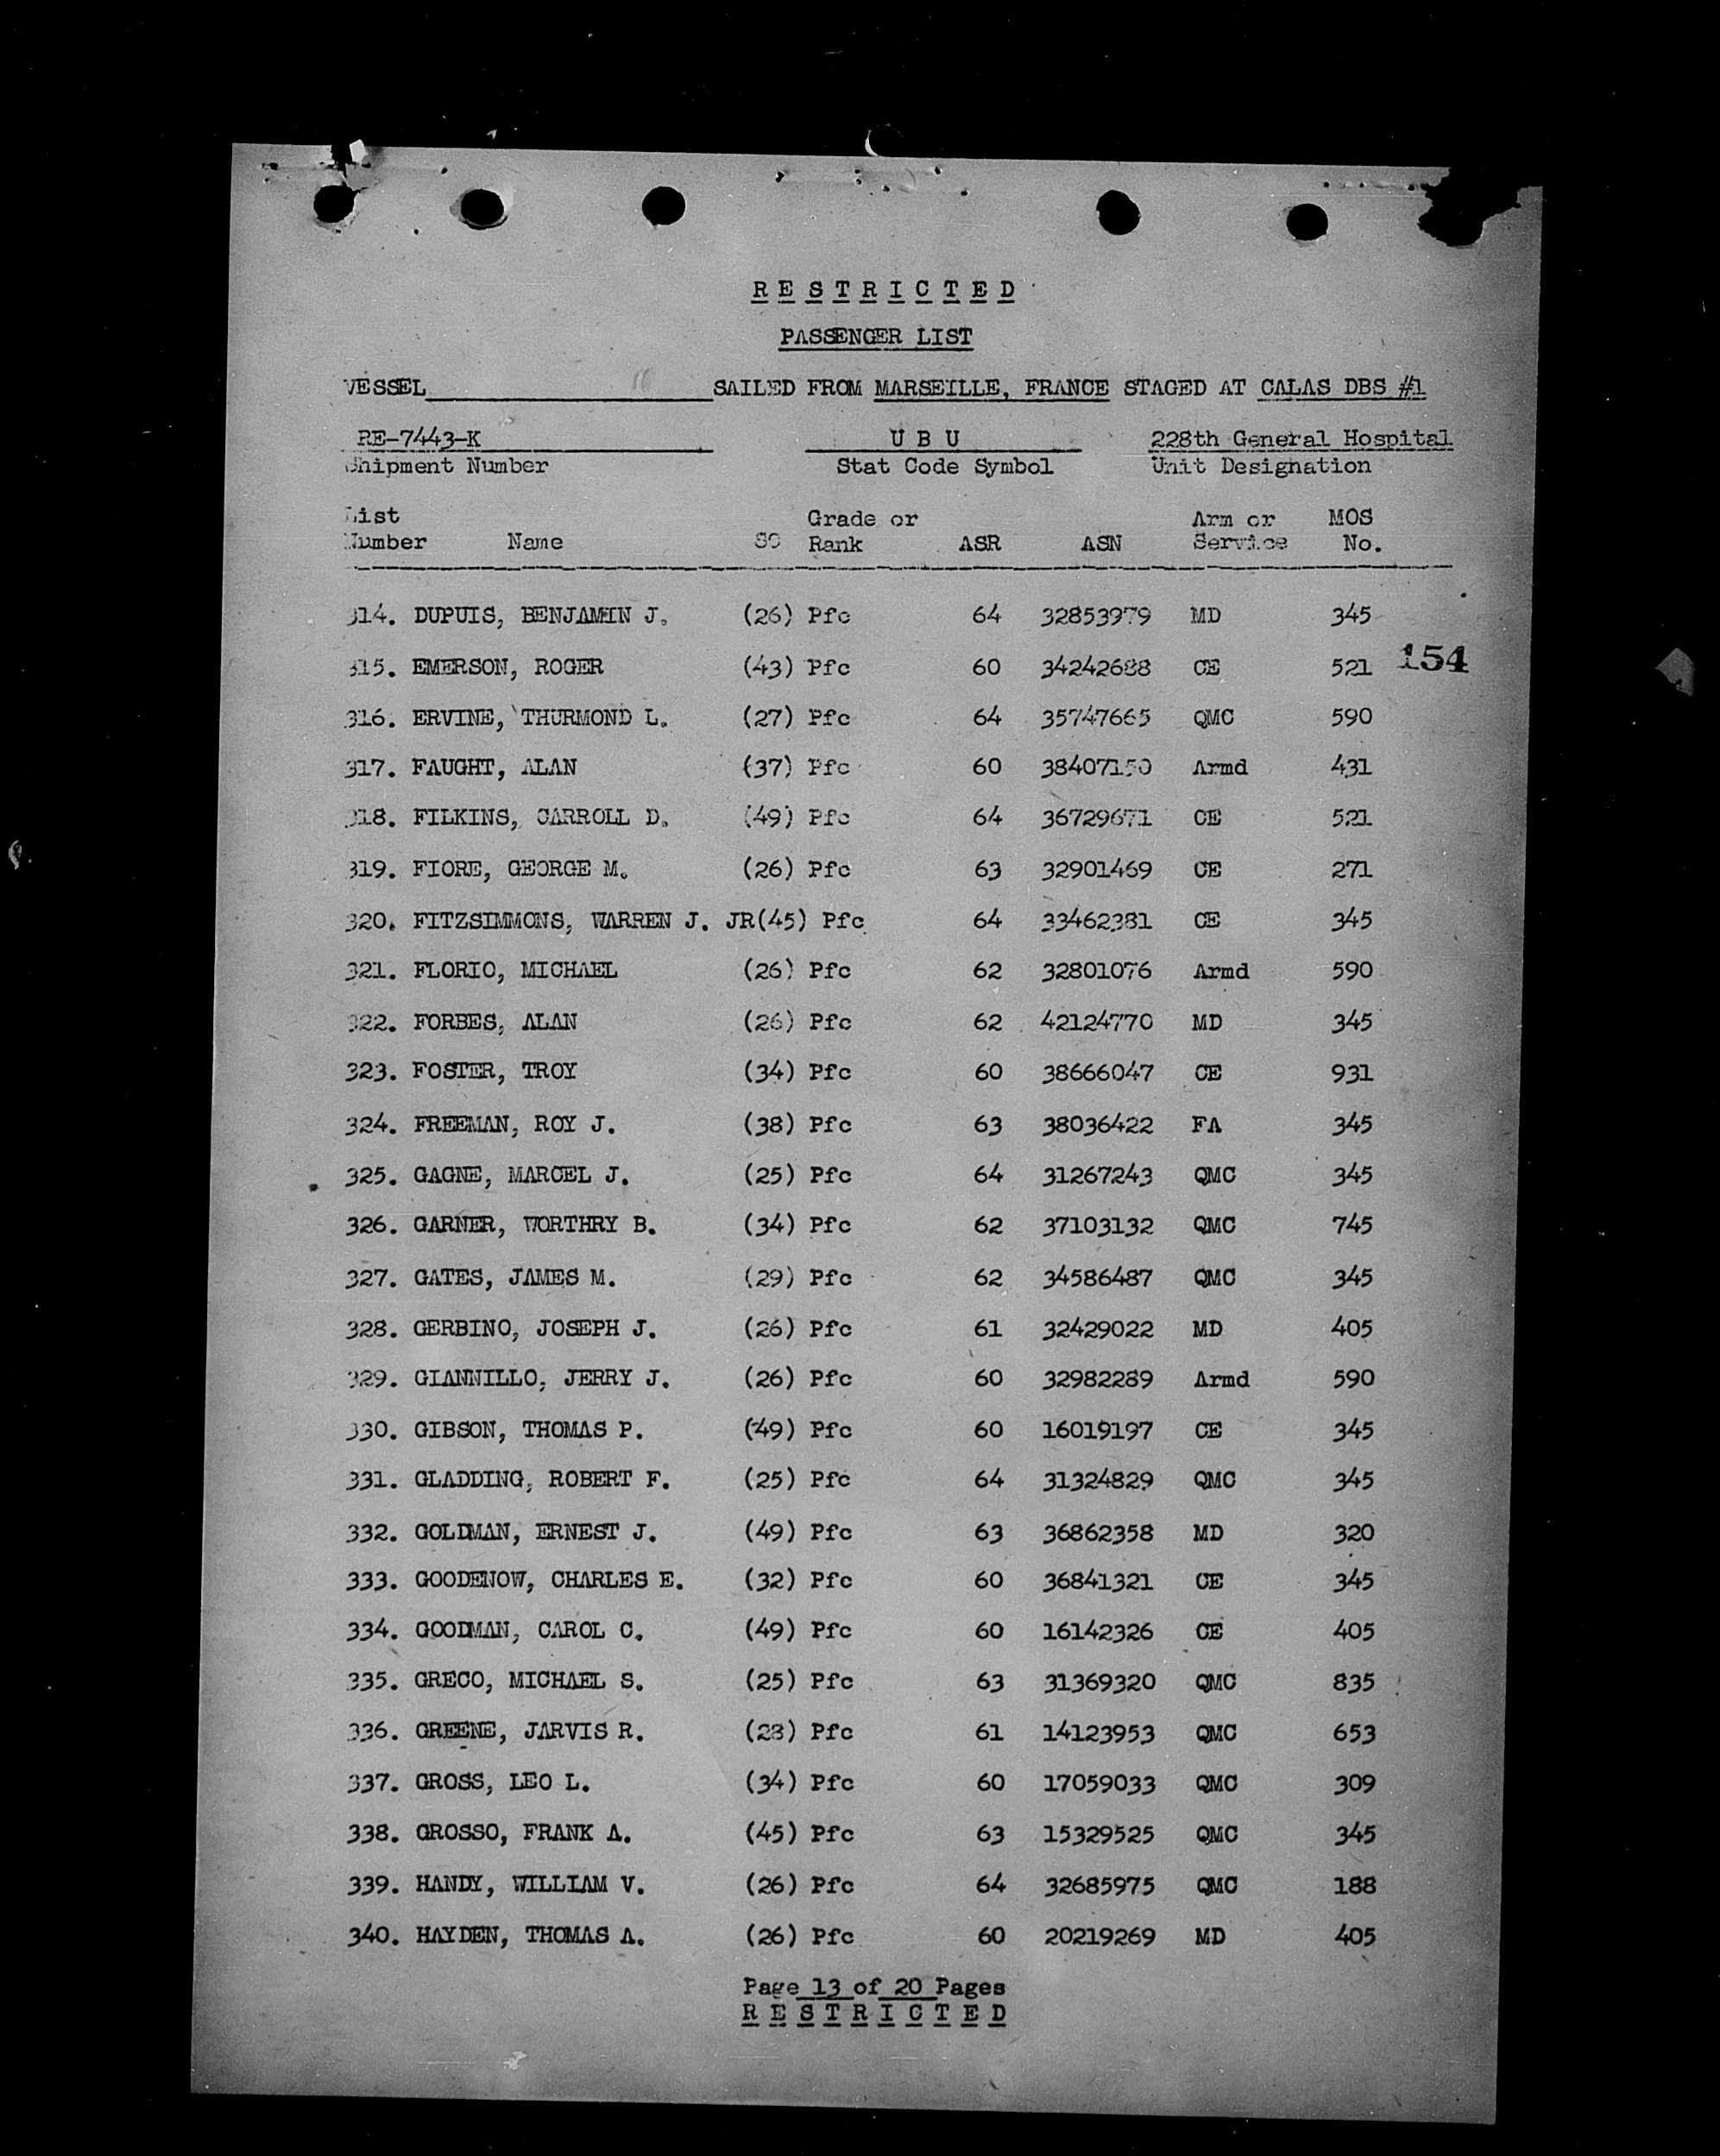 RESTRICTED
PASSENGER LIST
VESSEL SAILED FROM MARSEILLE, FRANCE STAGED AT CALAS DBS #1
RE-7443-K U B U 228th General Hospital
Shipment Number Stat Code Symbol Unit Designation
List Grade or Arm or MOS
Number Name SC Rank ASR ASN Service No.
314. DUPUIS, BENJAMIN J. (26) Pfc 64 32853979 MD 345
315. EMERSON, ROGER (43) Pfc 60 34242688 CE 521 154
316. ERVINE, THURMOND L. (27) Pfc 64 35747665 QMC 590
317. FAUGHT, ALAN (37) Pfc 60 38407150 Armd 431
318. FILKINS, CARROLL D. (49) Pfc 64 36729671 CE 521
319. FIORE, GEORGE M. (26) Pfc 63 32901469 CE 271
320. FITZSIMMONS, WARREN J. JR(45) Pfc 64 33462381 CE 345
321. FLORIO, MICHAEL (26) Pfc 62 32801076 Armd 590
322. FORBES, ALAN (26) Pfc 62 42124770 MD 345
323. FOSTER, TROY (34) Pfc 60 38666047 CE 931
324. FREEMAN, ROY J. (38) Pfc 63 38036422 FA 345
325. GAGNE, MARCEL J. (25) Pfc 64 31267243 QMC 345
326. GARNER, WORTHRY B. (34) Pfc 62 37103132 QMC 745
327. GATES, JAMES M. (29) Pfc 62 34586487 QMC 345
328. GERBINO, JOSEPH J. (26) Pfc 61 32429022 MD 405
329. GIANNILLO, JERRY J. (26) Pfc 60 32982289 Armd 590
330. GIBSON, THOMAS P. (49) Pfc 60 16019197 CE 345
331. GLADDING, ROBERT F. (25) Pfc 64 31324829 QMC 345
332. GOLDMAN, ERNEST J. (49) Pfc 63 36862358 MD 320
333. GOODENOW, CHARLES E. (32) Pfc 60 36841321 CE 345
334. GOODMAN, CAROL C. (49) Pfc 60 16142326 CE 405
335. GRECO, MICHAEL S. (25) Pfc 63 31369320 QMC 835
336. GREENE, JARVIS R. (28) Pfc 61 14123953 QMC 653
337. GROSS, LEO L. (34) Pfc 60 17059033 QMC 309
338. GROSSO, FRANK A. (45) Pfc 63 15329525 QMC 345
339. HANDY, WILLIAM V. (26) Pfc 64 32685975 QMC 188
340. HAYDEN, THOMAS A. (26) Pfc 60 20219269 MD 405
Page 13 of 20 Pages
RESTRICTED